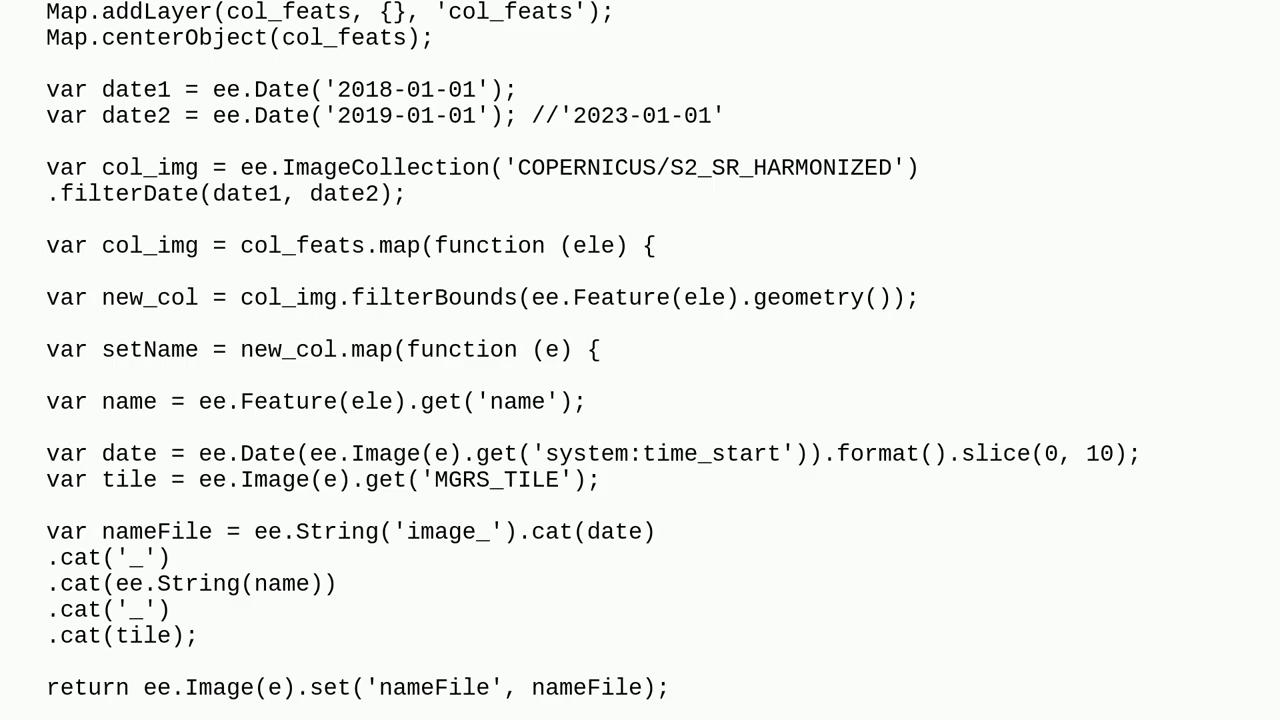 Map.addLayer(col_feats, {}, 'col_feats');
Map.centerObject(col_feats);
var date1 = ee.Date('2018-01-01');
var date2 = ee.Date('2019-01-01'); //'2023-01-01'
var col_img = ee.ImageCollection('COPERNICUS/S2_SR_HARMONIZED')
.filterDate(date1, date2);
var col_img = col_feats.map(function (ele) {
var new_col = col_img.filterBounds(ee.Feature(ele).geometry());
var setName = new_col.map(function (e) {
var name = ee.Feature(ele).get('name');
var date = ee.Date(ee.Image(e).get('system:time_start')).format().slice(0, 10);
var tile = ee.Image(e).get('MGRS_TILE');
var nameFile = ee.String('image_').cat(date)
.cat('_')
.cat(ee.String(name))
.cat('_')
.cat(tile);
return ee.Image(e).set('nameFile', nameFile);